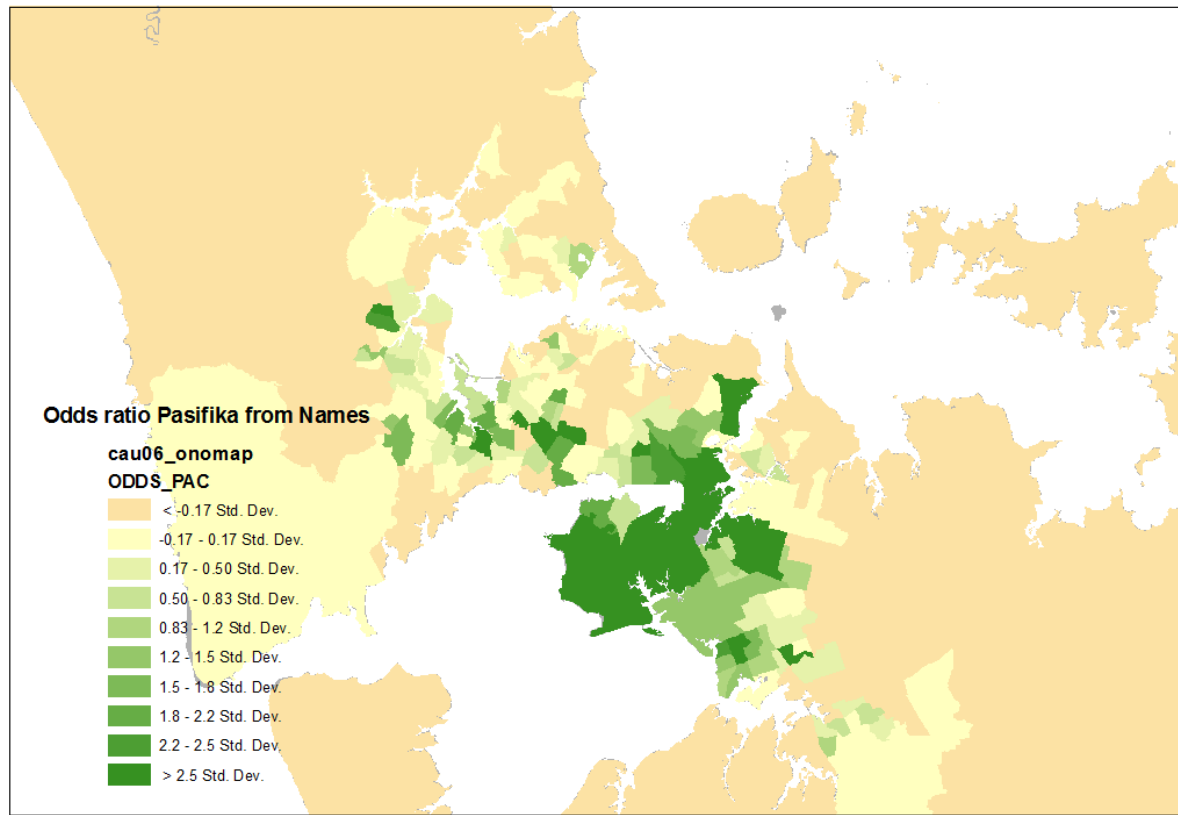 Odds ratio Pasifika from Names
cau06_onomap
ODDS_PAC
< -0.17 Std. Dev.
-0.17 - 0.17 Std. Dev.
0.17 - 0.50 Std. Dev.
0.50 - 0.83 Std. Dev.
0.83 - 1.2 Std. Dev.
1.2 - 1.5 Std. Dev.
1.5 - 1.8 Std. Dev.
1.8 - 2.2 Std. Dev.
2.2 - 2.5 Std. Dev.
> 2.5 Std. Dev.